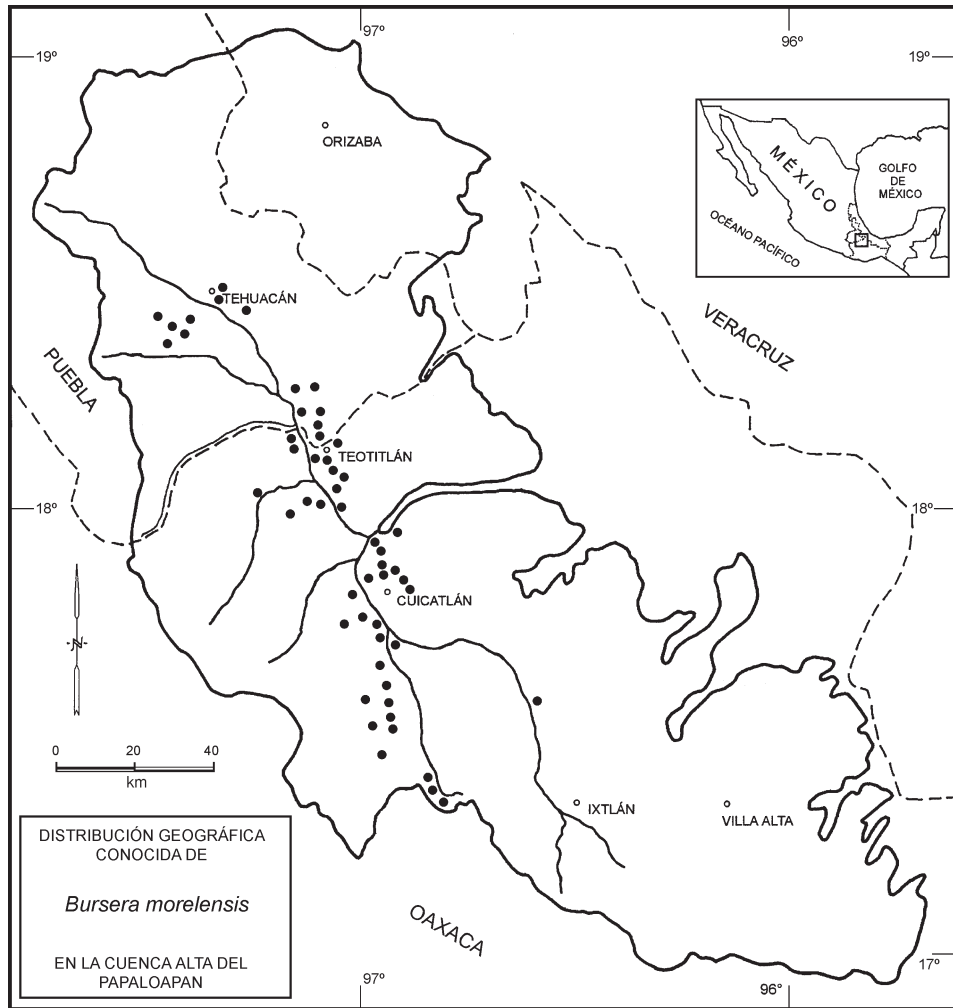 97º
96º
19º
19º
ORIZABA
MÉXICO
GOLFO
DE
MÉXICO
OCÉANO PACÍFICO
TEHUACÁN
VERACRUZ
PUEBLA
TEOTITLÁN
18º
18º
CUICATLÁN
N
0 20 40
km
IXTLÁN
VILLA ALTA
DISTRIBUCIÓN GEOGRÁFICA
CONOCIDA DE
Bursera morelensis
EN LA CUENCA ALTA DEL
PAPALOAPAN
OAXACA
17º
97º
96º